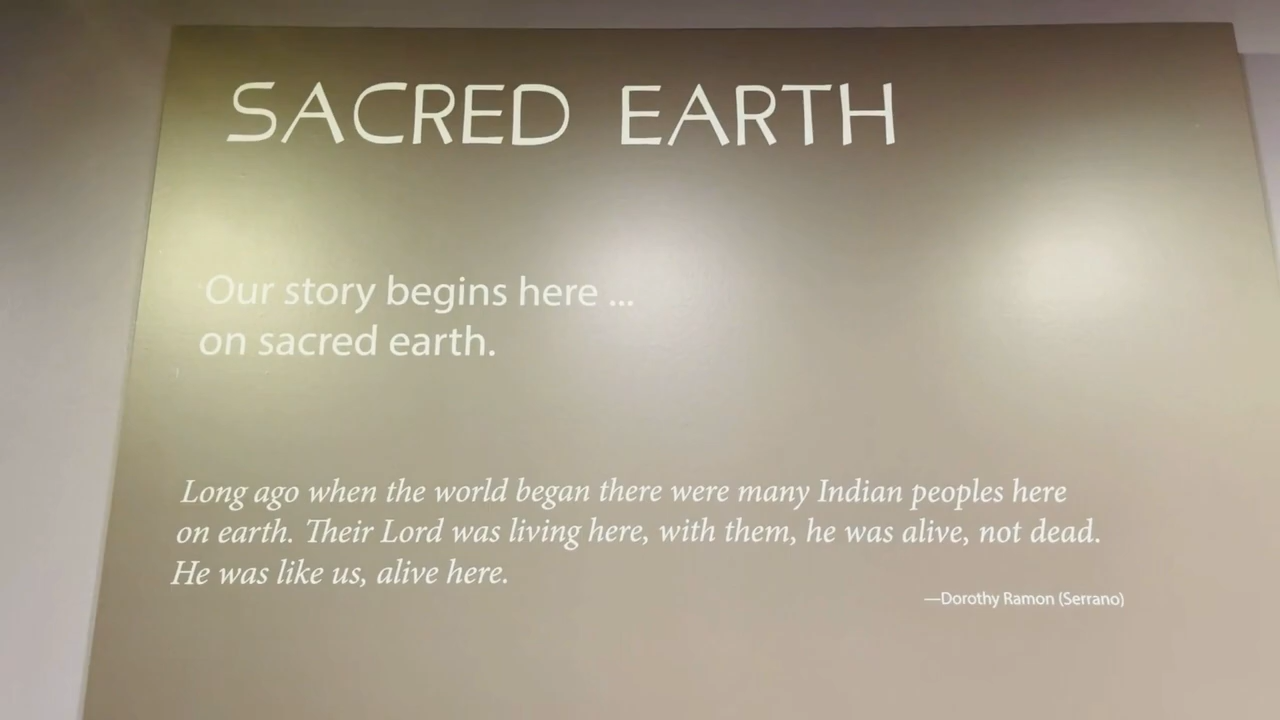 SACRED EARTH
Our story begins here ...
on sacred earth.
Long ago when the world began there were many Indian peoples here
on earth. Their Lord was living here, with them, he was alive, not dead.
He was like us, alive here.
—Dorothy Ramon (Serrano)